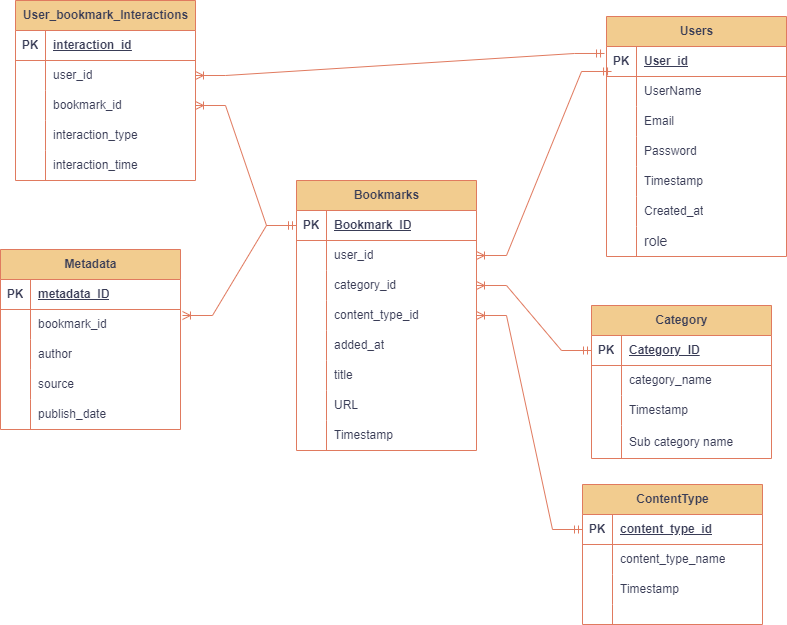 User_bookmark_Interactions
PK interaction_id
user_id
bookmark_id
interaction_type
interaction_time
Users
PK User_id
UserName
Email
Password
Timestamp
Created_at
role
Bookmarks
PK Bookmark_ID
user_id
category_id
content_type_id
added_at
title
URL
Timestamp
Metadata
PK metadata_ID
bookmark_id
author
source
publish_date
Category
PK Category_ID
category_name
Timestamp
Sub category name
ContentType
PK content_type_id
content_type_name
Timestamp